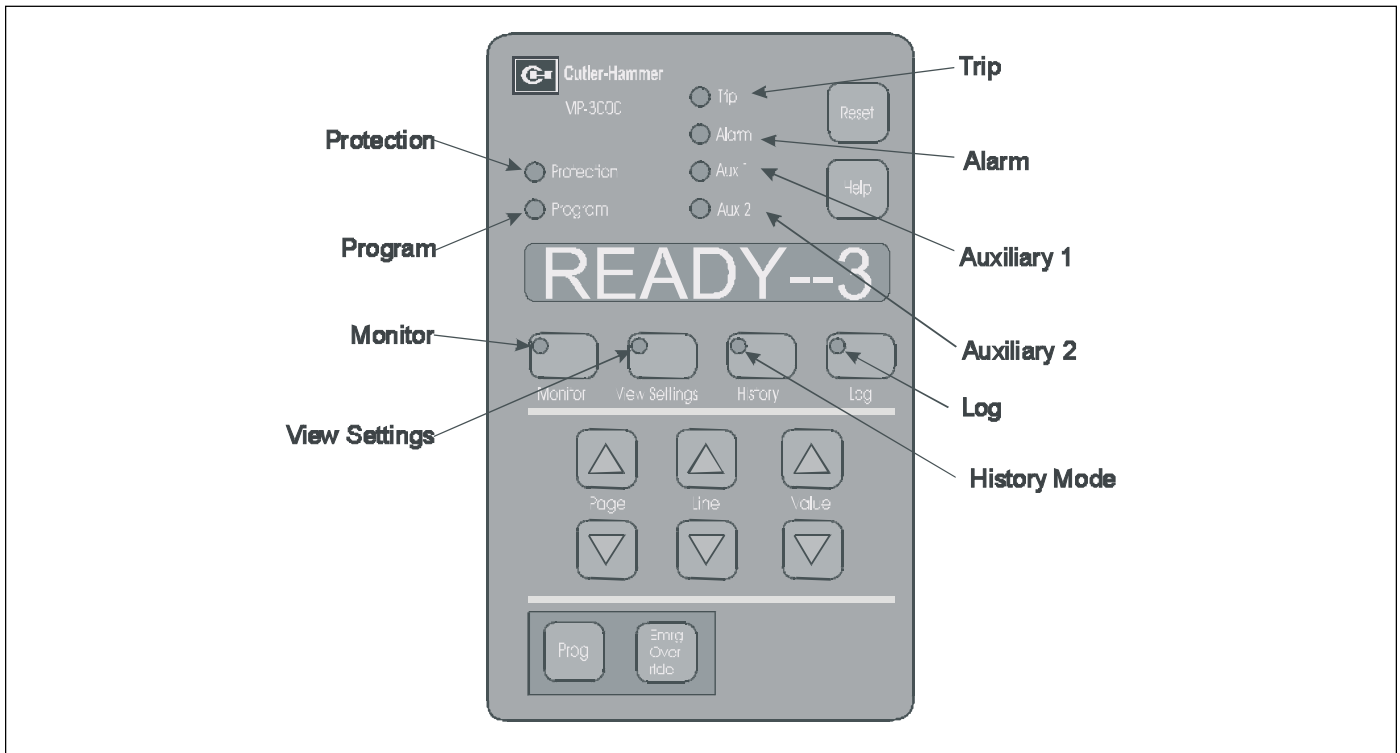 Cutler-Hammer
Trip
Reset
Alarm
Protection
Protection
Program
Program
Trip
Alarm
Aux 1
Aux 2
Help
Alarm
Auxiliary 1
READY--3
Monitor
Auxiliary 2
Monitor
View Settings
History
Log
Log
View Settings
History Mode
Page
Line
Value
Prog
Emrg
Over
ride